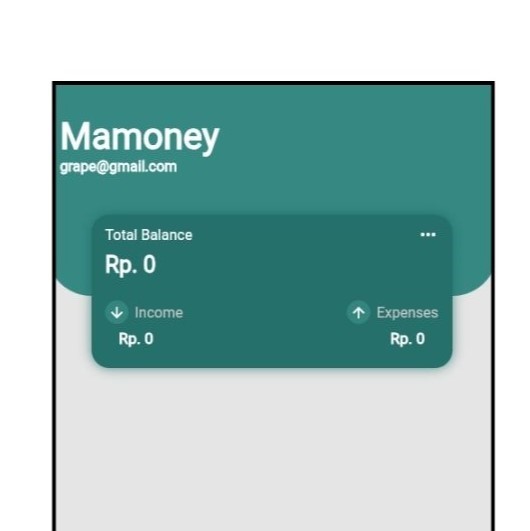 Mamoney
grape@gmail.com
Total Balance
Rp. 0
Income Expenses
Rp. 0 Rp. 0